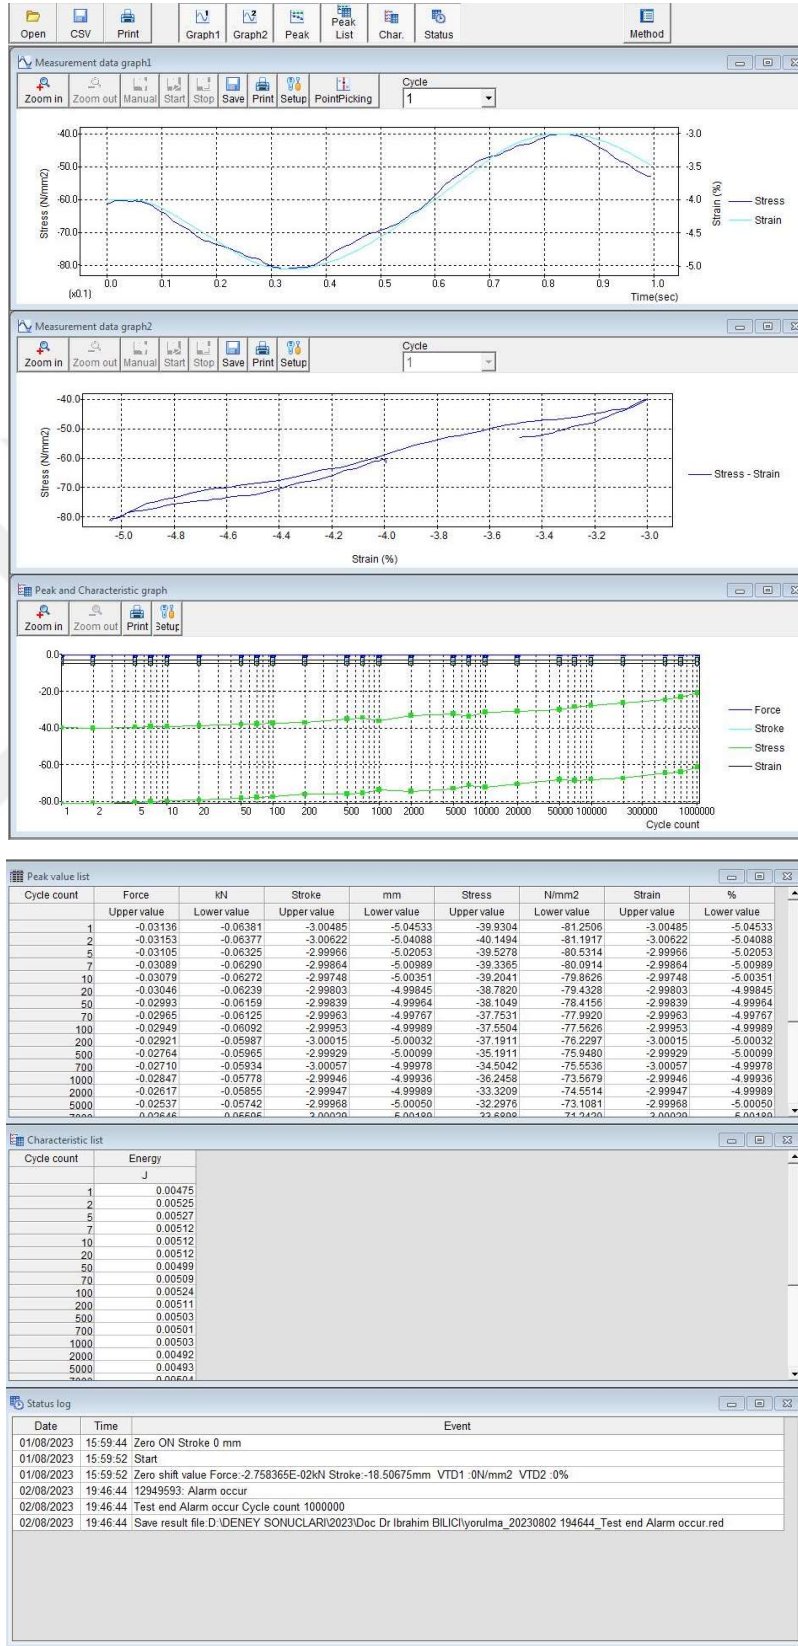 Open CSV Print Graph1 Graph2 Peak Peak List Char. Status Method
Measurement data graph1
Zoom in Zoom out Manual Start Stop Save Print Setup PointPicking Cycle 1
Stress (N/mm2)
-40.0 -50.0 -60.0 -70.0 -80.0
(x0.1)
0.0 0.1 0.2 0.3 0.4 0.5 0.6 0.7 0.8 0.9 1.0
Time(sec)
-3.0 -3.5 -4.0 -4.5 -5.0
Strain (%)
Stress
Strain
Measurement data graph2
Zoom in Zoom out Manual Start Stop Save Print Setup Cycle 1
Stress (N/mm2)
-40.0 -50.0 -60.0 -70.0 -80.0
-5.0 -4.8 -4.6 -4.4 -4.2 -4.0 -3.8 -3.6 -3.4 -3.2 -3.0
Strain (%)
Stress - Strain
Peak and Characteristic graph
Zoom in Zoom out Print Setup
0.0 -20.0 -40.0 -60.0 -80.0
1 2 5 10 20 50 100 200 500 1000 2000 5000 10000 20000 50000 100000 300000 1000000
Cycle count
Force
Stroke
Stress
Strain
Peak value list
Cycle count Force kN Stroke mm Stress N/mm2 Strain %
Upper value Lower value Upper value Lower value Upper value Lower value Upper value Lower value
1 -0.03136 -0.06381 -3.00485 -5.04533 -39.9304 -81.2506 -3.00485 -5.04533
2 -0.03153 -0.06377 -3.00622 -5.04088 -40.1494 -81.1917 -3.00622 -5.04088
5 -0.03105 -0.06325 -2.99966 -5.02053 -39.5278 -80.5314 -2.99966 -5.02053
7 -0.03089 -0.06290 -2.99864 -5.00989 -39.3365 -80.0914 -2.99864 -5.00989
10 -0.03079 -0.06272 -2.99748 -5.00351 -39.2041 -79.8626 -2.99748 -5.00351
20 -0.03046 -0.06239 -2.99803 -4.99845 -38.7820 -79.4328 -2.99803 -4.99845
50 -0.02993 -0.06159 -2.99839 -4.99964 -38.1049 -78.4156 -2.99839 -4.99964
70 -0.02965 -0.06125 -2.99963 -4.99767 -37.7531 -77.9920 -2.99963 -4.99767
100 -0.02949 -0.06092 -2.99953 -4.99989 -37.5504 -77.5626 -2.99953 -4.99989
200 -0.02921 -0.05987 -3.00015 -5.00032 -37.1911 -76.2297 -3.00015 -5.00032
500 -0.02764 -0.05965 -2.99929 -5.00099 -35.1911 -75.9480 -2.99929 -5.00099
700 -0.02710 -0.05934 -3.00057 -4.99978 -34.5042 -75.5536 -3.00057 -4.99978
1000 -0.02847 -0.05778 -2.99946 -4.99936 -36.2458 -73.5679 -2.99946 -4.99936
2000 -0.02617 -0.05855 -2.99947 -4.99989 -33.3209 -74.5514 -2.99947 -4.99989
5000 -0.02537 -0.05742 -2.99968 -5.00050 -32.2976 -73.1081 -2.99968 -5.00050
Characteristic list
Cycle count Energy
J
1 0.00475
2 0.00525
5 0.00527
7 0.00512
10 0.00512
20 0.00512
50 0.00499
70 0.00509
100 0.00524
200 0.00511
500 0.00503
700 0.00501
1000 0.00503
2000 0.00492
5000 0.00493
Status log
Date Time Event
01/08/2023 15:59:44 Zero ON Stroke 0 mm
01/08/2023 15:59:52 Start
01/08/2023 15:59:52 Zero shift value Force:-2.758365E-02kN Stroke:-18.50675mm VTD1 :0N/mm2 VTD2 :0%
02/08/2023 19:46:44 12949593: Alarm occur
02/08/2023 19:46:44 Test end Alarm occur Cycle count 1000000
02/08/2023 19:46:44 Save result file:D:\DENEY SONUCLARI\2023\Doc Dr Ibrahim BILICI\yorulma_20230802 194644_Test end Alarm occur.red